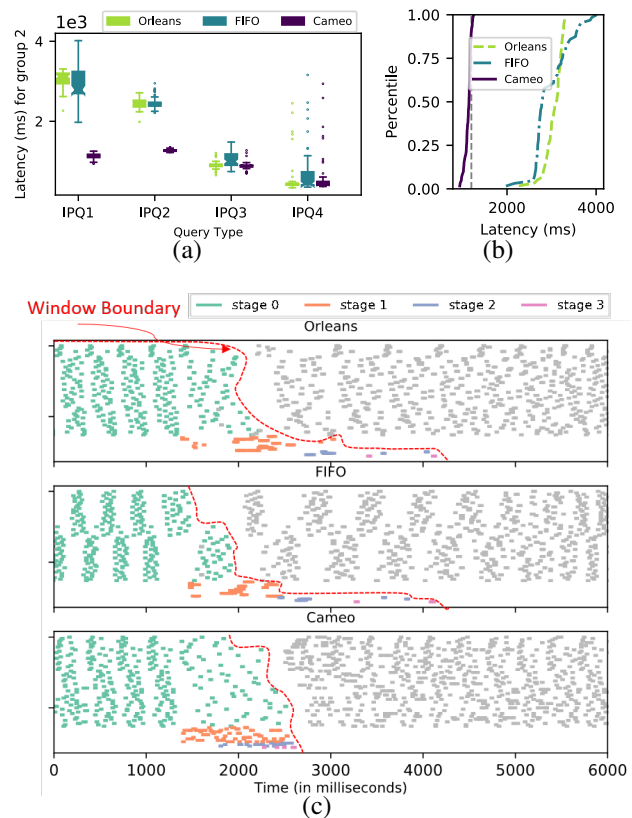 1e3
Orleans
FIFO
Cameo
Latency (ms) for group 2
4
2
IPQ1
IPQ2
IPQ3
IPQ4
Query Type
(a)
Percentile
1.00
0.75
0.50
0.25
0.00
Orleans
FIFO
Cameo
2000
4000
Latency (ms)
(b)
Window Boundary
stage 0
stage 1
stage 2
stage 3
Orleans
FIFO
Cameo
0
1000
2000
3000
4000
5000
6000
Time (in milliseconds)
(c)